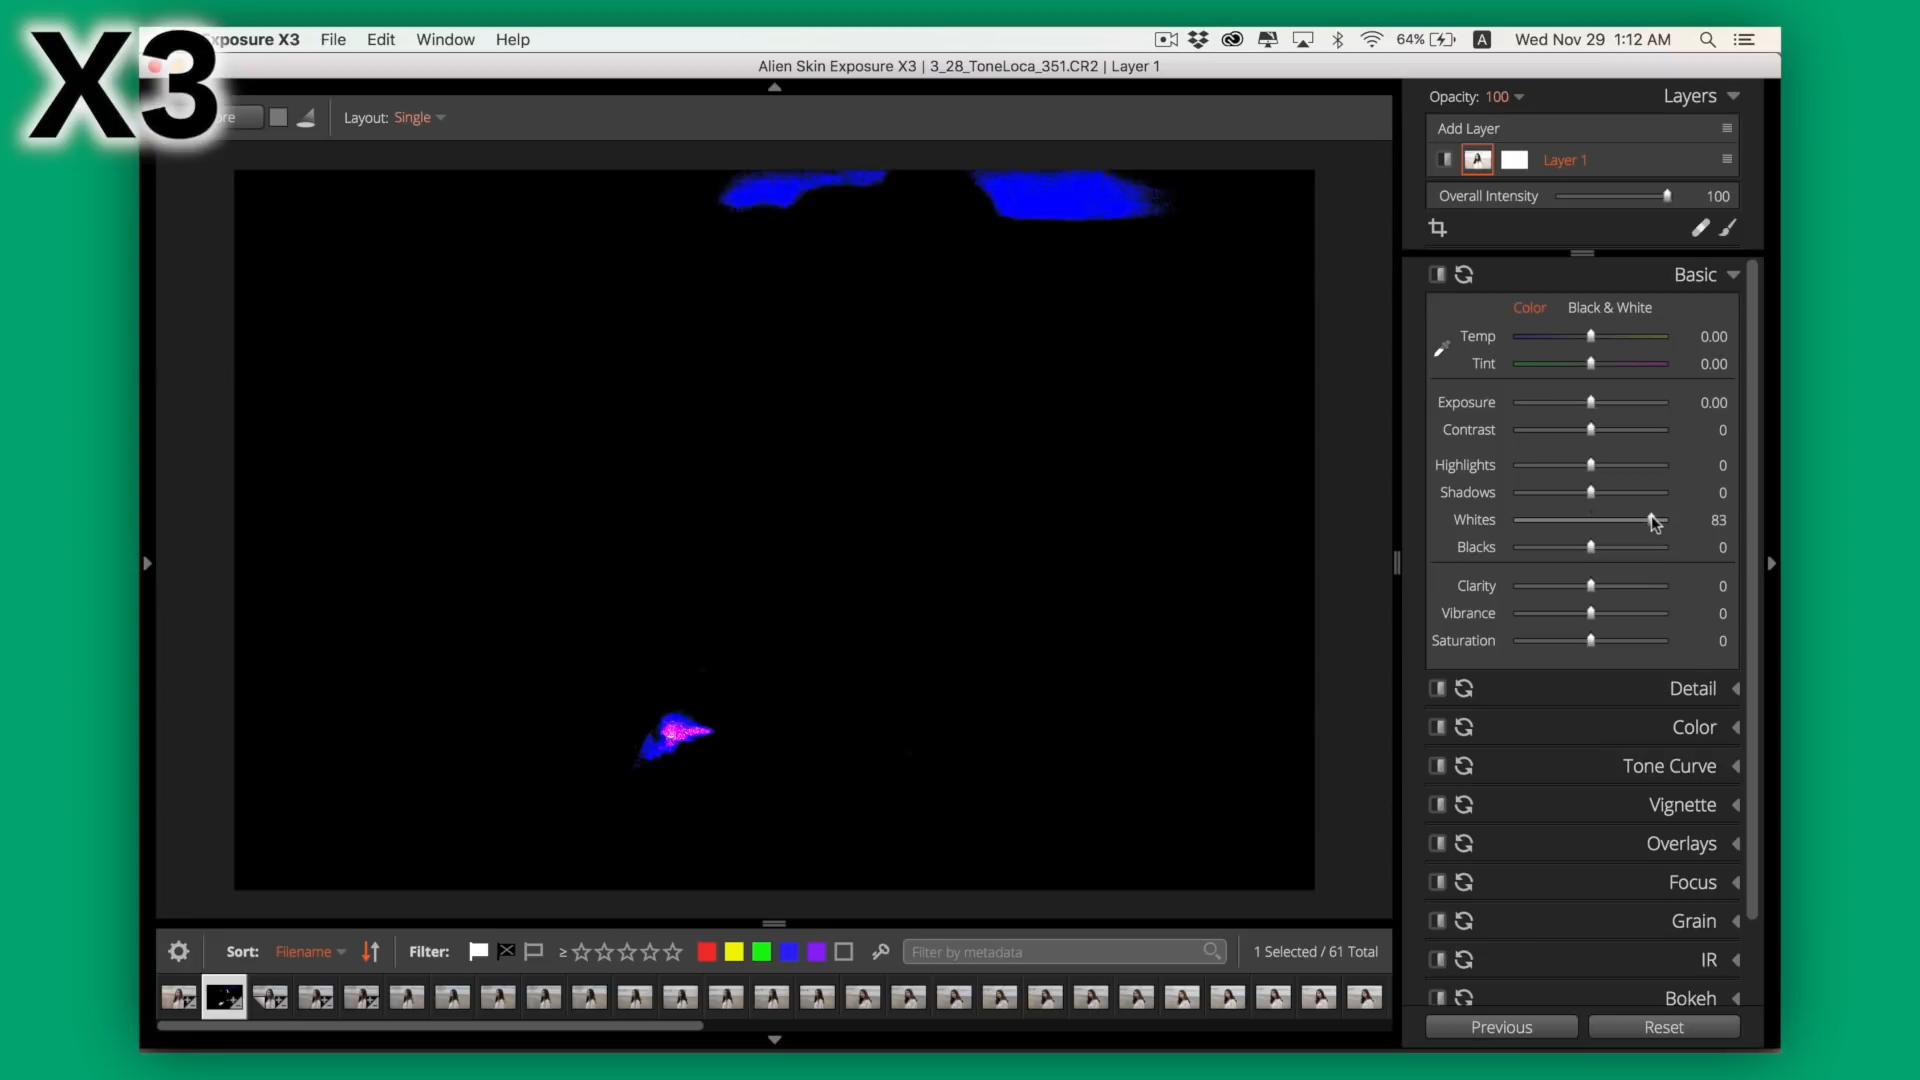 X3
xposure X3 File Edit Window Help
64% A Wed Nov 29 1:12 AM
Alien Skin Exposure X3 | 3_28_ToneLoca_351.CR2 | Layer 1
Layout: Single
Opacity: 100 Layers
Add Layer
Layer 1
Overall Intensity 100
Basic
Color Black & White
Temp 0.00
Tint 0.00
Exposure 0.00
Contrast 0
Highlights 0
Shadows 0
Whites 83
Blacks 0
Clarity 0
Vibrance 0
Saturation 0
Detail
Color
Tone Curve
Vignette
Overlays
Focus
Grain
IR
Bokeh
Sort: Filename Filter: ≥ Filter by metadata 1 Selected / 61 Total
Previous Reset